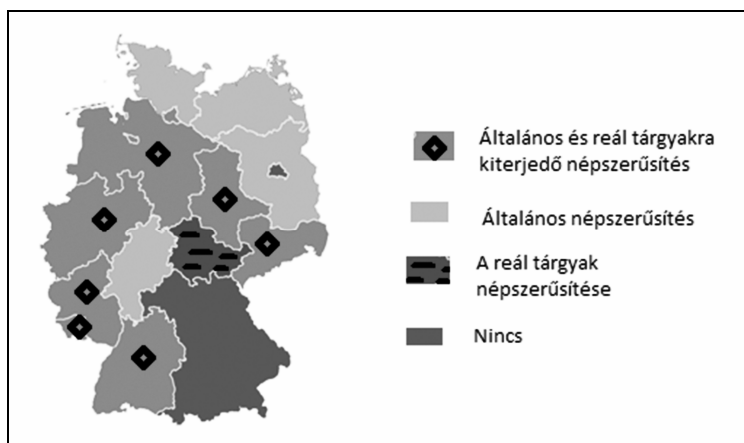 Általános és reál tárgyakra
kiterjedő népszerűsítés
Általános népszerűsítés
A reál tárgyak
népszerűsítése
Nincs